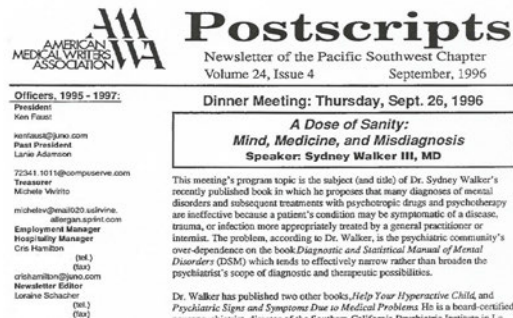 AMWA
AMERICAN
MEDICAL WRITERS
ASSOCIATION
Postscripts
Newsletter of the Pacific Southwest Chapter
Volume 24, Issue 4 September, 1996
Officers, 1995 - 1997:
President
Ken Faust
kenfaust@juno.com
Past President
Lanie Adamson
72341.1011@compuserve.com
Treasurer
Michele Vivirito
michelev@mail020.usirvine.
allergan.sprint.com
Employment Manager
Hospitality Manager
Cris Hamilton
(tel.)
(fax)
crishamilton@juno.com
Newsletter Editor
Loraine Schacher
(tel.)
(fax)
Dinner Meeting: Thursday, Sept. 26, 1996
A Dose of Sanity:
Mind, Medicine, and Misdiagnosis
Speaker: Sydney Walker III, MD
This meeting's program topic is the subject (and title) of Dr. Sydney Walker's
recently published book in which he proposes that many diagnoses of mental
disorders and subsequent treatments with psychotropic drugs and psychotherapy
are ineffective because a patient's condition may be symptomatic of a disease,
trauma, or infection more appropriately treated by a general practitioner or
internist. The problem, according to Dr. Walker, is the psychiatric community's
over-dependence on the book Diagnostic and Statistical Manual of Mental
Disorders (DSM) which tends to effectively narrow rather than broaden the
psychiatrist's scope of diagnostic and therapeutic possibilities.
Dr. Walker has published two other books, Help Your Hyperactive Child, and
Psychiatric Signs and Symptoms Due to Medical Problems. He is a board-certified